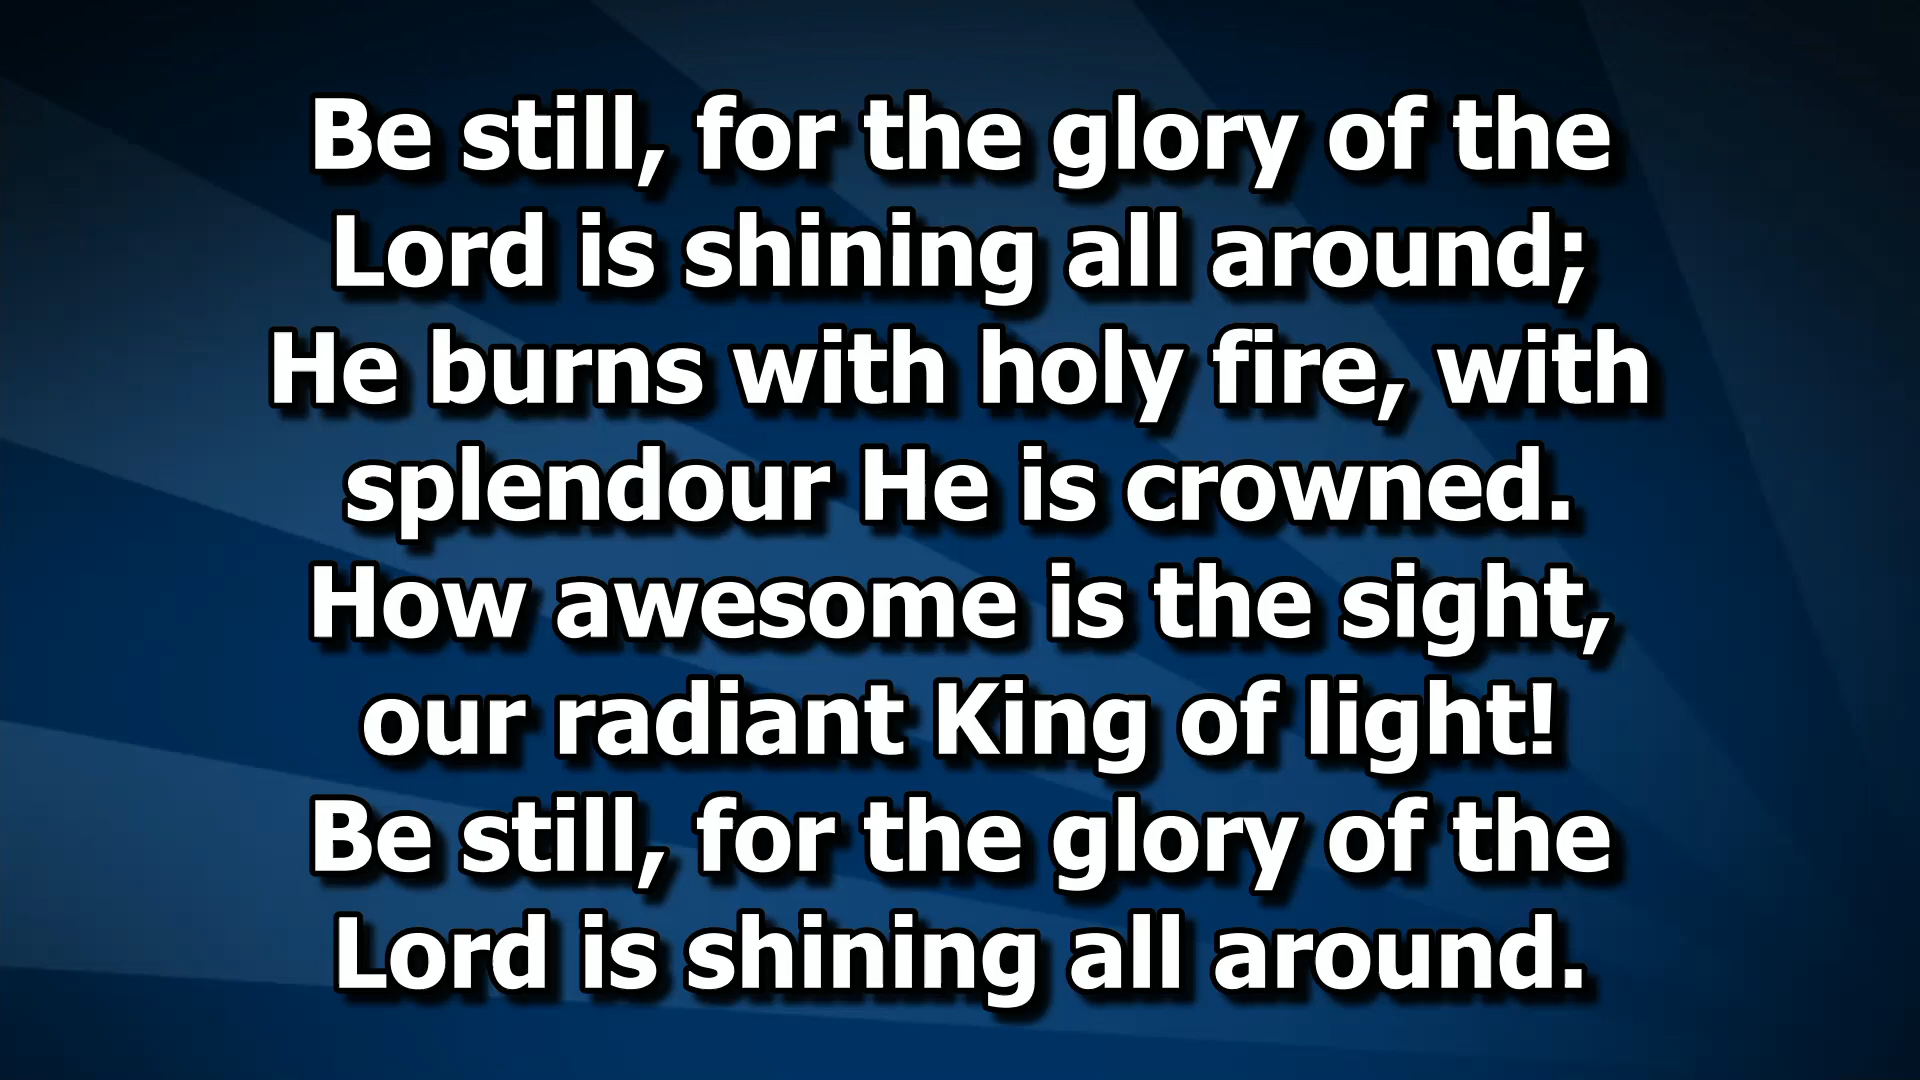 Be still, for the glory of the
Lord is shining all around;
He burns with holy fire, with
splendour He is crowned.
How awesome is the sight,
our radiant King of light!
Be still, for the glory of the
Lord is shining all around.